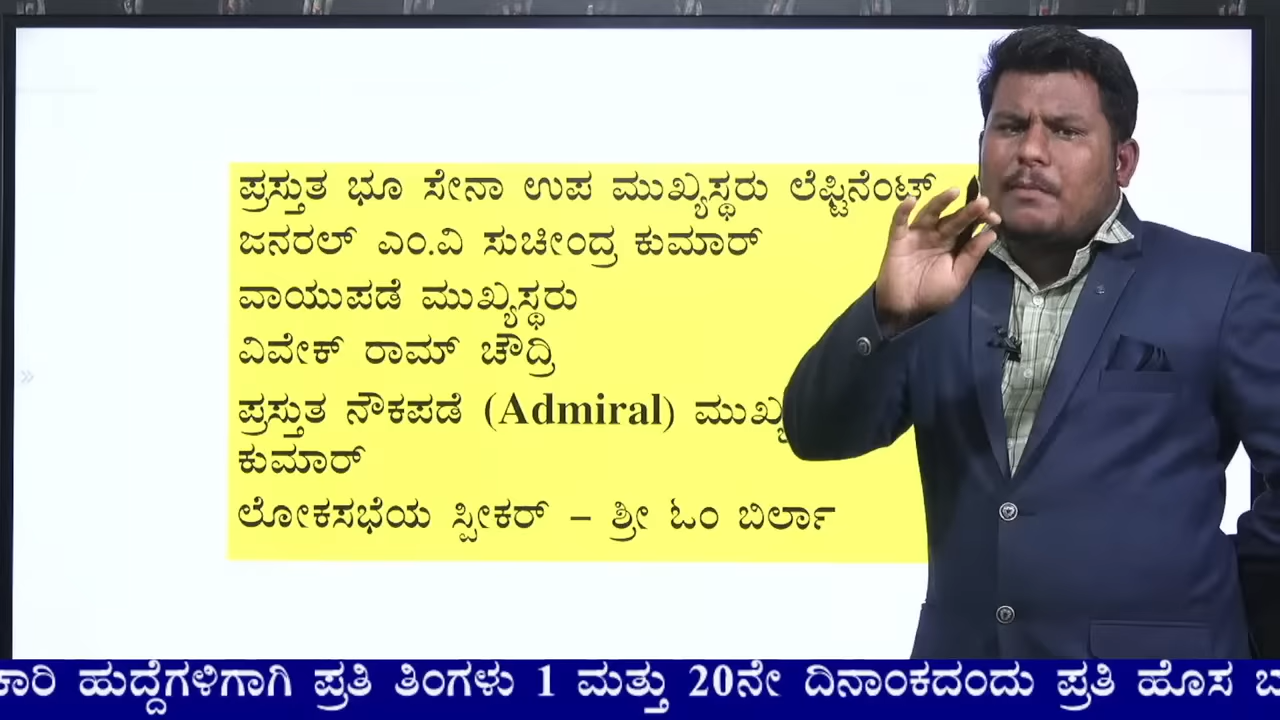 ಪ್ರಸ್ತುತ ಭೂ ಸೇನಾ ಉಪ ಮುಖ್ಯಸ್ಥರು ಲೆಫ್ಟಿನೆಂಟ್
ಜನರಲ್ ಎಂ.ವಿ ಸುಚೀಂದ್ರ ಕುಮಾರ್
ವಾಯುಪಡೆ ಮುಖ್ಯಸ್ಥರು
ವಿವೇಕ್ ರಾಮ್ ಚೌದ್ರಿ
ಪ್ರಸ್ತುತ ನೌಕಪಡೆ (Admiral)
ಕುಮಾರ್
ಲೋಕಸಭೆಯ ಸ್ಪೀಕರ್ – ಶ್ರೀ ಓಂ ಬಿರ್ಲಾ
ಹುದ್ದೆಗಳಿಗಾಗಿ ಪ್ರತಿ ತಿಂಗಳು 1 ಮತ್ತು 20ನೇ ದಿನಾಂಕದಂದು ಪ್ರತಿ ಹೊಸ